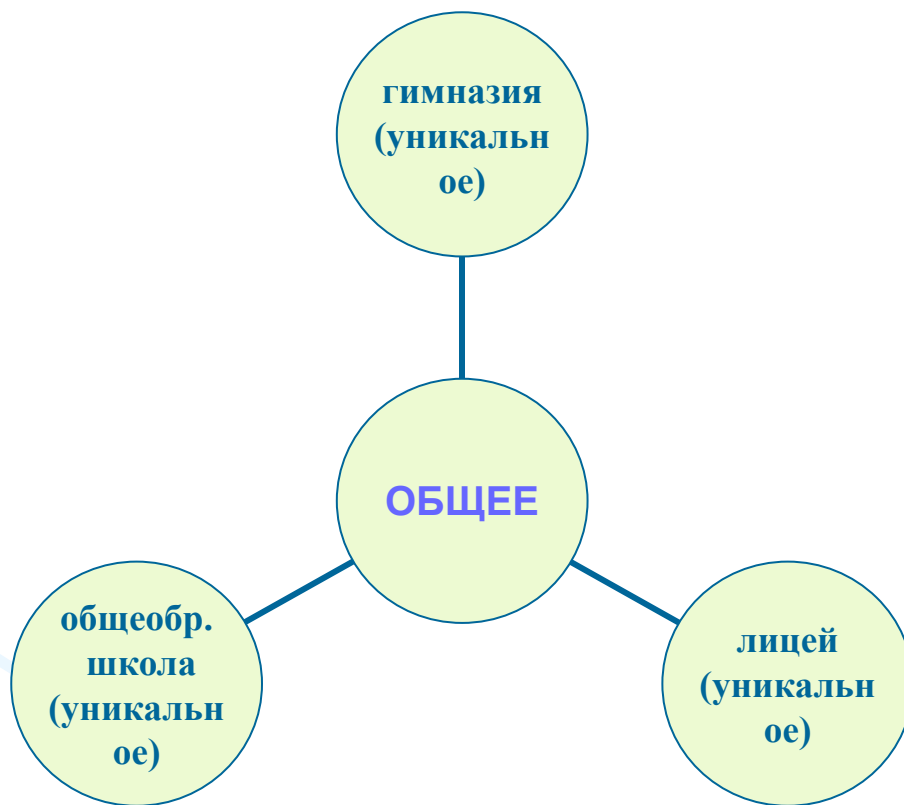 гимназия
(уникальн
ое)
ОБЩЕЕ
общеобр.
школа
(уникальн
ое)
лицей
(уникальн
ое)